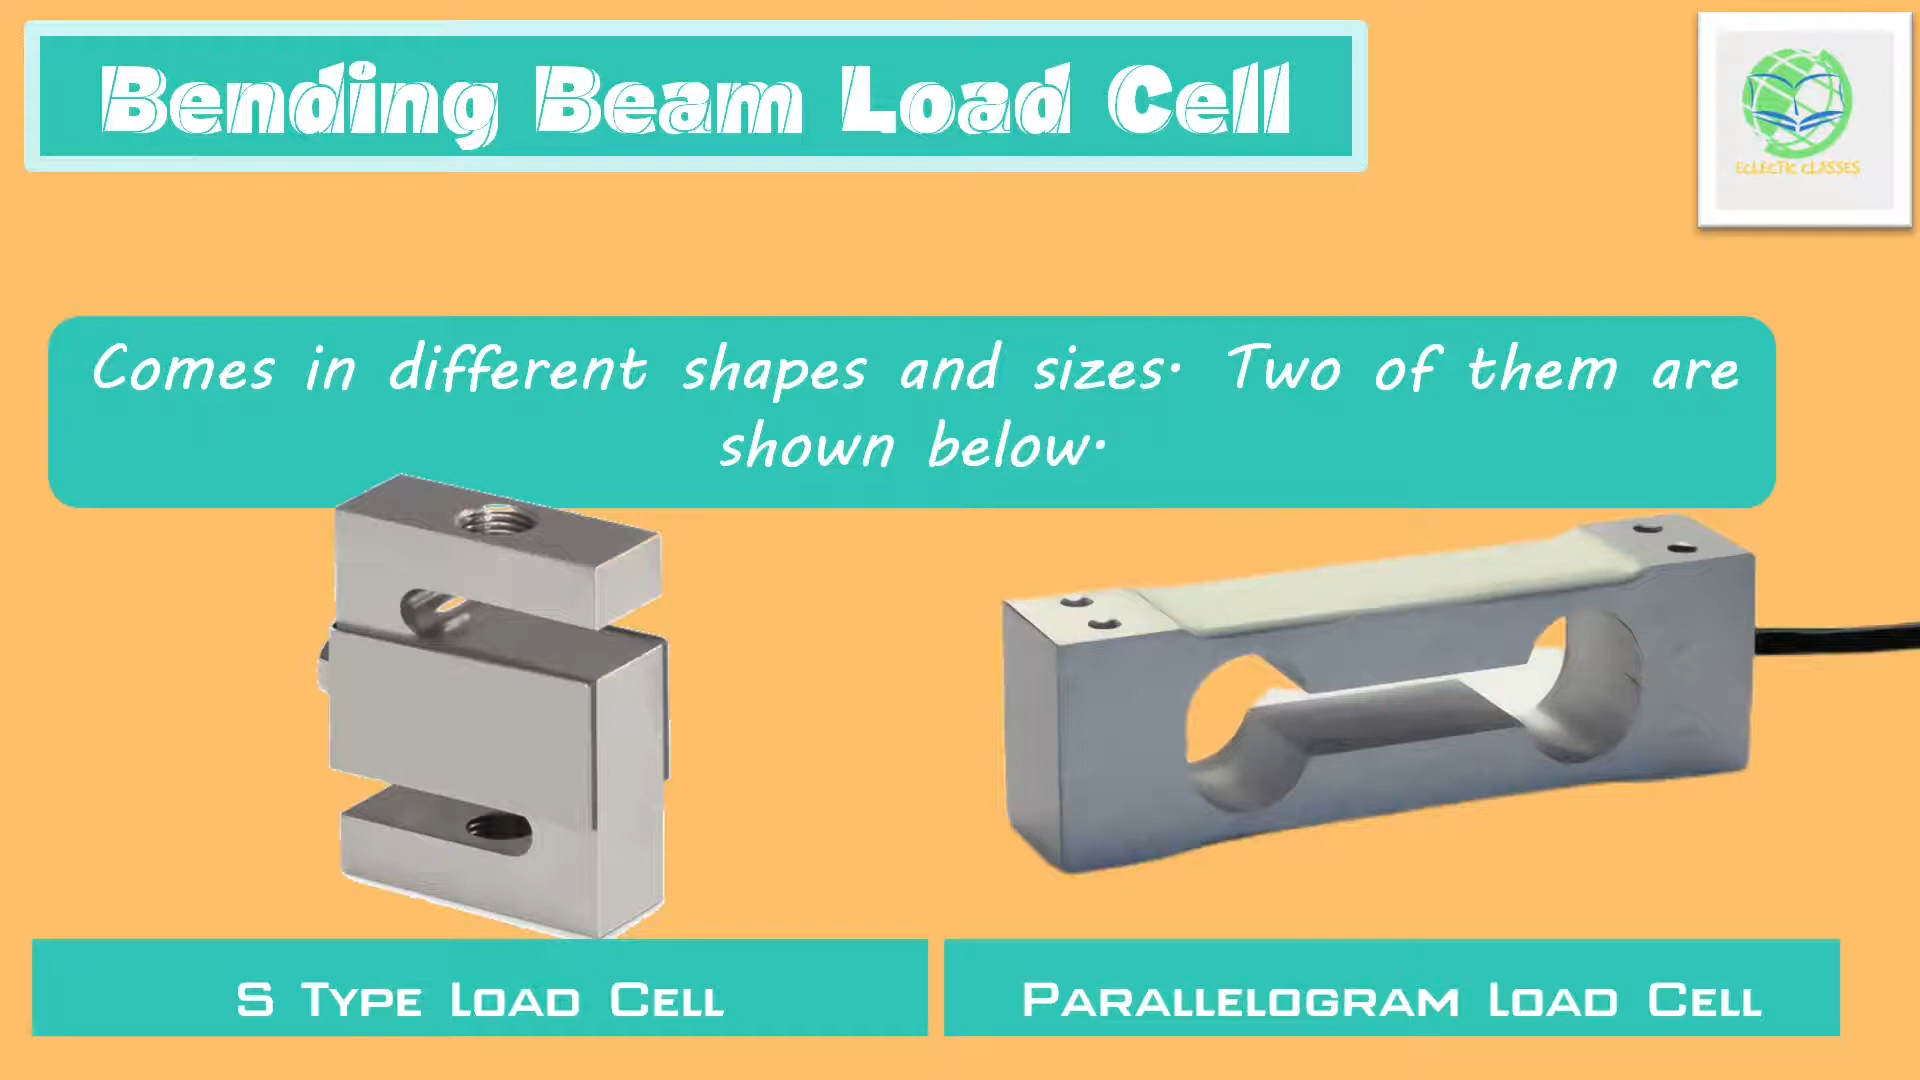 Bending Beam Load Cell
ECLECTIC CLASSES
Comes in different shapes and sizes. Two of them are
shown below.
S Type Load Cell
Parallelogram Load Cell